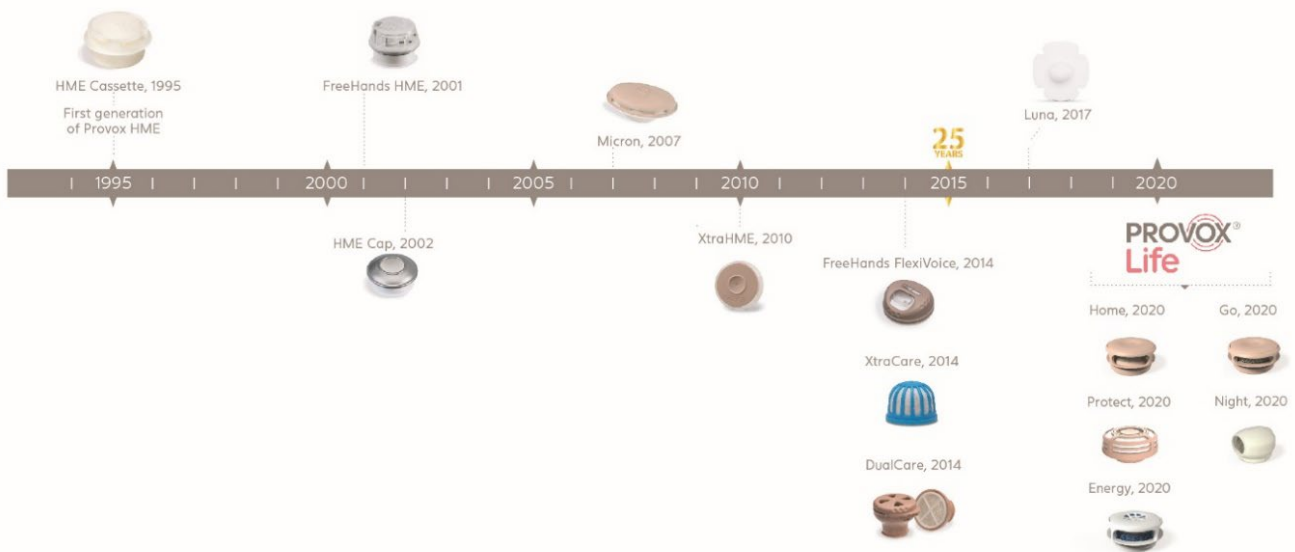 HME Cassette, 1995
First generation
of Provox HME
FreeHands HME, 2001
Micron, 2007
25
YEARS
Luna, 2017
1995
2000
2005
2010
2015
2020
HME Cap, 2002
XtraHME, 2010
FreeHands FlexiVoice, 2014
XtraCare, 2014
DualCare, 2014
PROVOX®
Life
Home, 2020
Go, 2020
Protect, 2020
Night, 2020
Energy, 2020